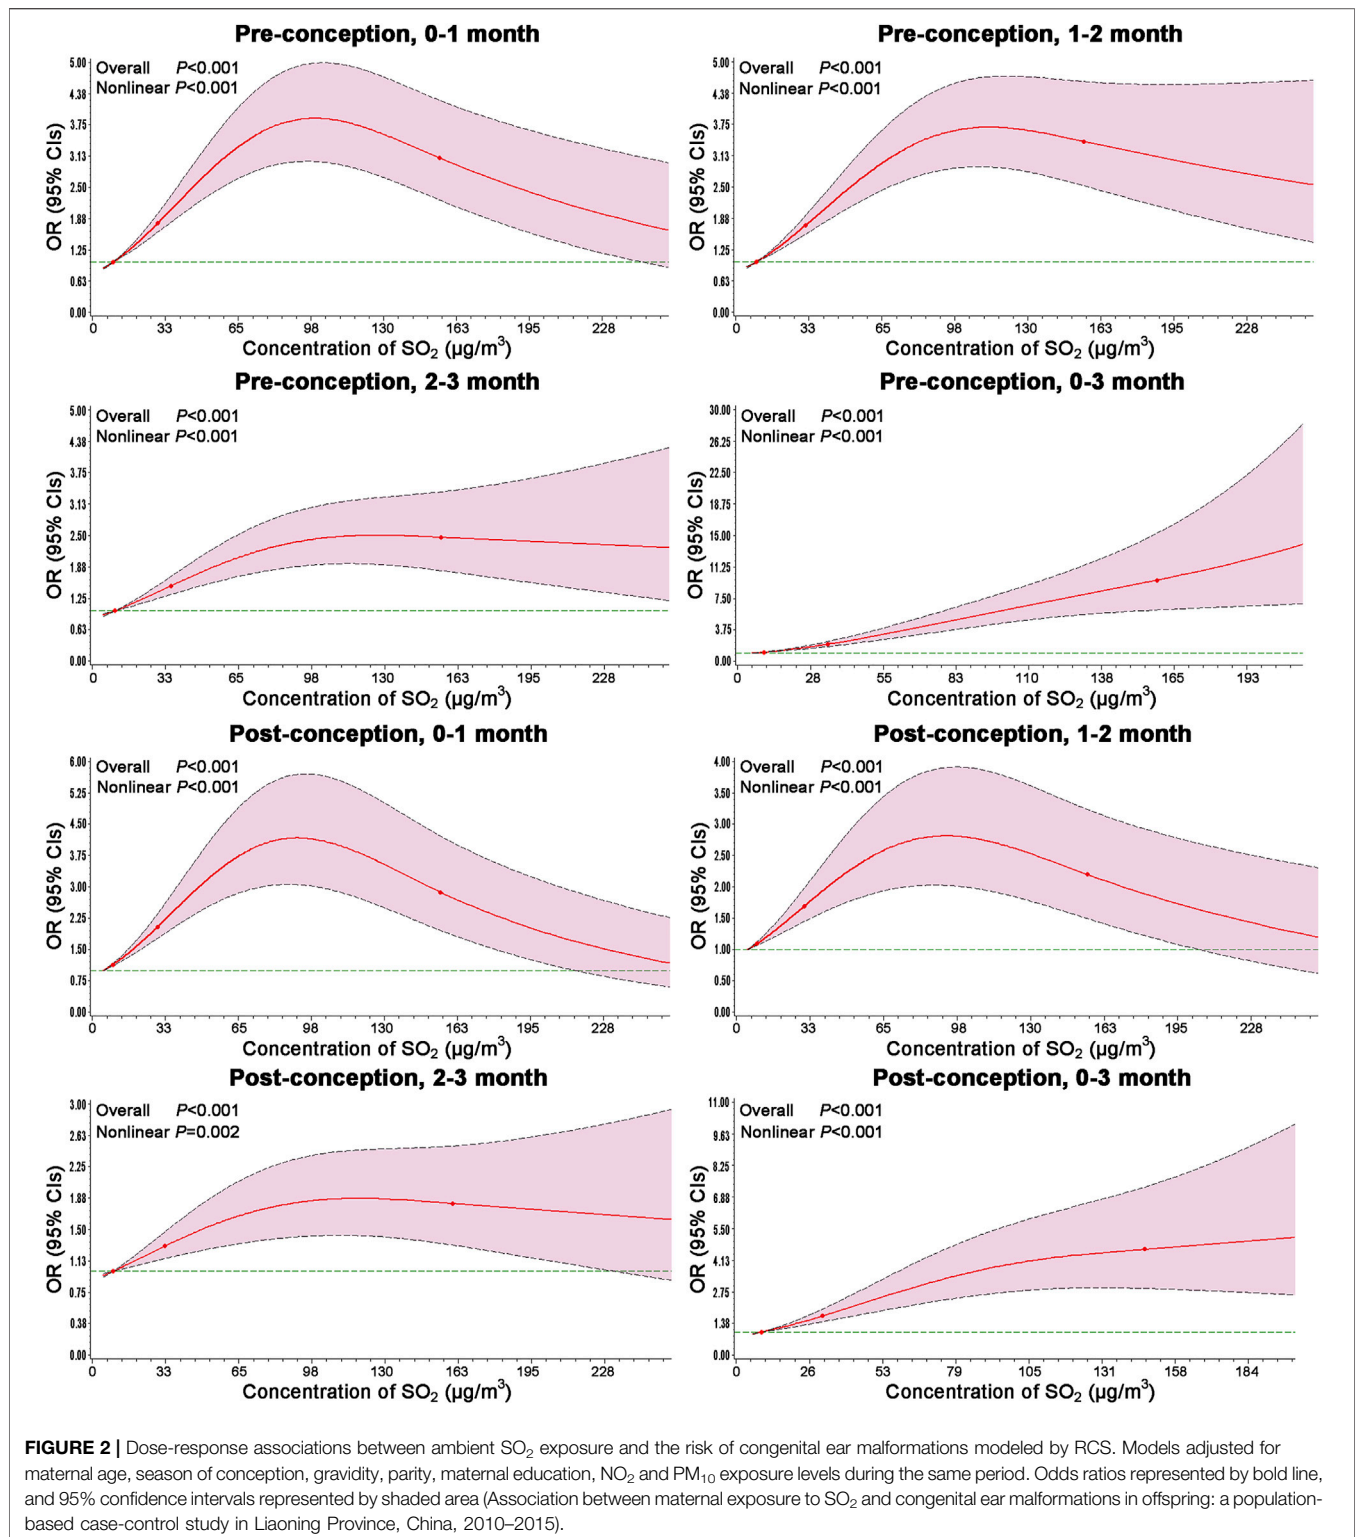 Pre-conception, 0-1 month
Overall P<0.001
Nonlinear P<0.001
OR (95% CIs)
5.00
4.38
3.75
3.13
2.50
1.88
1.25
0.63
0.00
0 33 65 98 130 163 195 228
Concentration of SO₂ (µg/m³)
Pre-conception, 1-2 month
Overall P<0.001
Nonlinear P<0.001
OR (95% CIs)
5.00
4.38
3.75
3.13
2.50
1.88
1.25
0.63
0.00
0 33 65 98 130 163 195 228
Concentration of SO₂ (µg/m³)
Pre-conception, 2-3 month
Overall P<0.001
Nonlinear P<0.001
OR (95% CIs)
5.00
4.38
3.75
3.13
2.50
1.88
1.25
0.63
0.00
0 33 65 98 130 163 195 228
Concentration of SO₂ (µg/m³)
Pre-conception, 0-3 month
Overall P<0.001
Nonlinear P<0.001
OR (95% CIs)
30.00
26.25
22.50
18.75
15.00
11.25
7.50
3.75
0.00
0 28 55 83 110 138 165 193
Concentration of SO₂ (µg/m³)
Post-conception, 0-1 month
Overall P<0.001
Nonlinear P<0.001
OR (95% CIs)
6.00
5.25
4.50
3.75
3.00
2.25
1.50
0.75
0.00
0 33 65 98 130 163 195 228
Concentration of SO₂ (µg/m³)
Post-conception, 1-2 month
Overall P<0.001
Nonlinear P<0.001
OR (95% CIs)
4.00
3.50
3.00
2.50
2.00
1.50
1.00
0.50
0.00
0 33 65 98 130 163 195 228
Concentration of SO₂ (µg/m³)
Post-conception, 2-3 month
Overall P<0.001
Nonlinear P=0.002
OR (95% CIs)
3.00
2.63
2.25
1.88
1.50
1.13
0.75
0.38
0.00
0 33 65 98 130 163 195 228
Concentration of SO₂ (µg/m³)
Post-conception, 0-3 month
Overall P<0.001
Nonlinear P<0.001
OR (95% CIs)
11.00
9.63
8.25
6.88
5.50
4.13
2.75
1.38
0.00
0 26 53 79 105 131 158 184
Concentration of SO₂ (µg/m³)
FIGURE 2 | Dose-response associations between ambient SO₂ exposure and the risk of congenital ear malformations modeled by RCS. Models adjusted for
maternal age, season of conception, gravidity, parity, maternal education, NO₂ and PM₁₀ exposure levels during the same period. Odds ratios represented by bold line,
and 95% confidence intervals represented by shaded area (Association between maternal exposure to SO₂ and congenital ear malformations in offspring: a population-
based case-control study in Liaoning Province, China, 2010–2015).